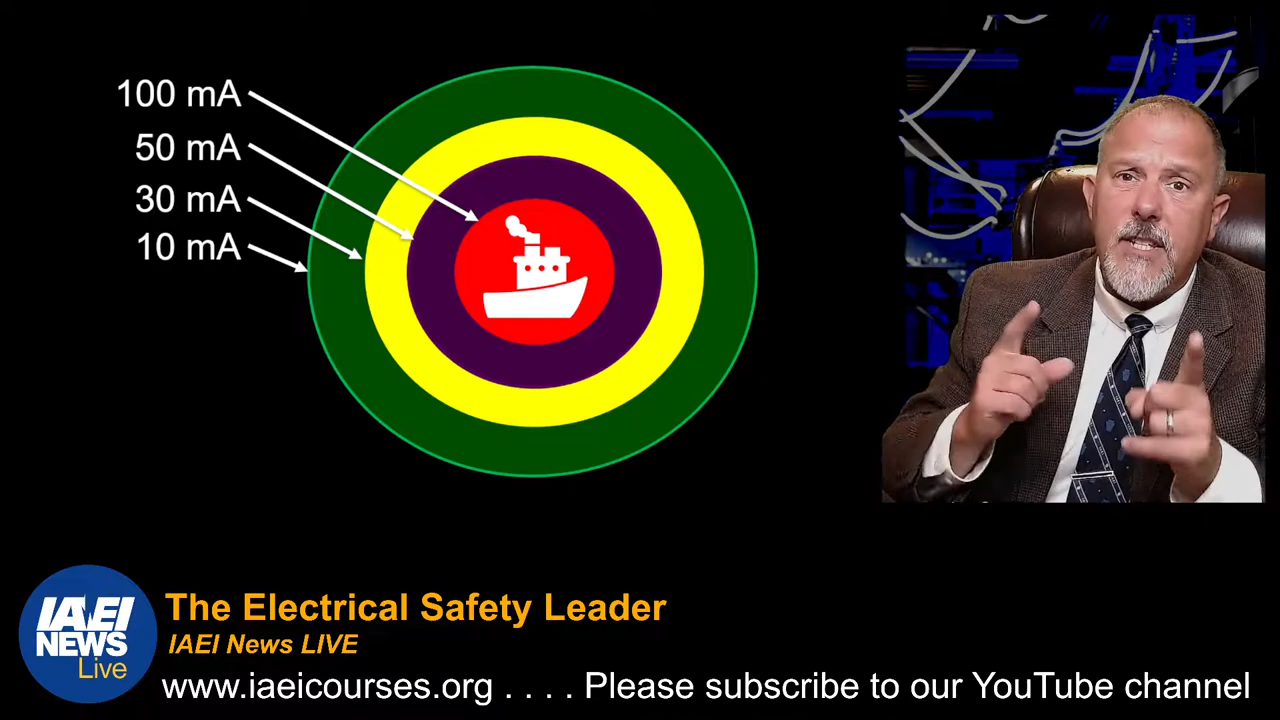 100 mA
50 mA
30 mA
10 mA
IAEI
NEWS
Live
The Electrical Safety Leader
IAEI News LIVE
www.iaeicourses.org . . . . Please subscribe to our YouTube channel